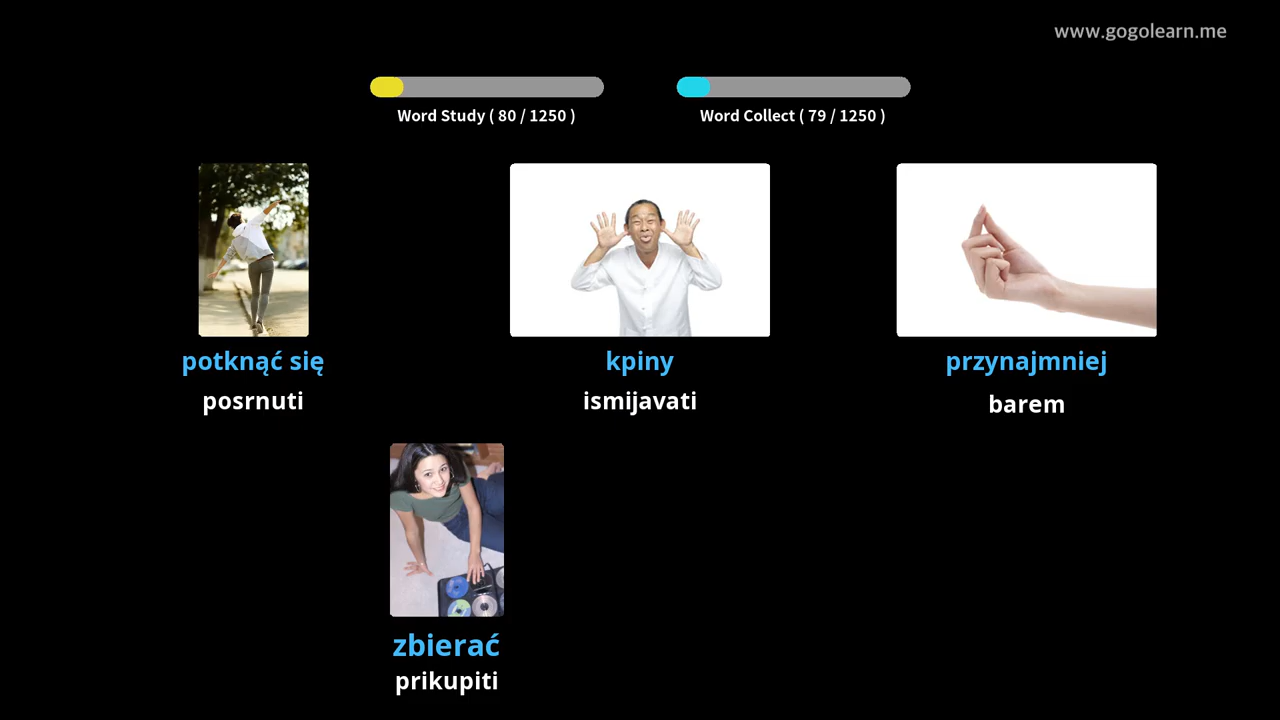 www.gogolearn.me
Word Study ( 80 / 1250 )
Word Collect ( 79 / 1250 )
potknąć się
kpiny
przynajmniej
posrnuti
ismijavati
barem
zbierać
prikupiti